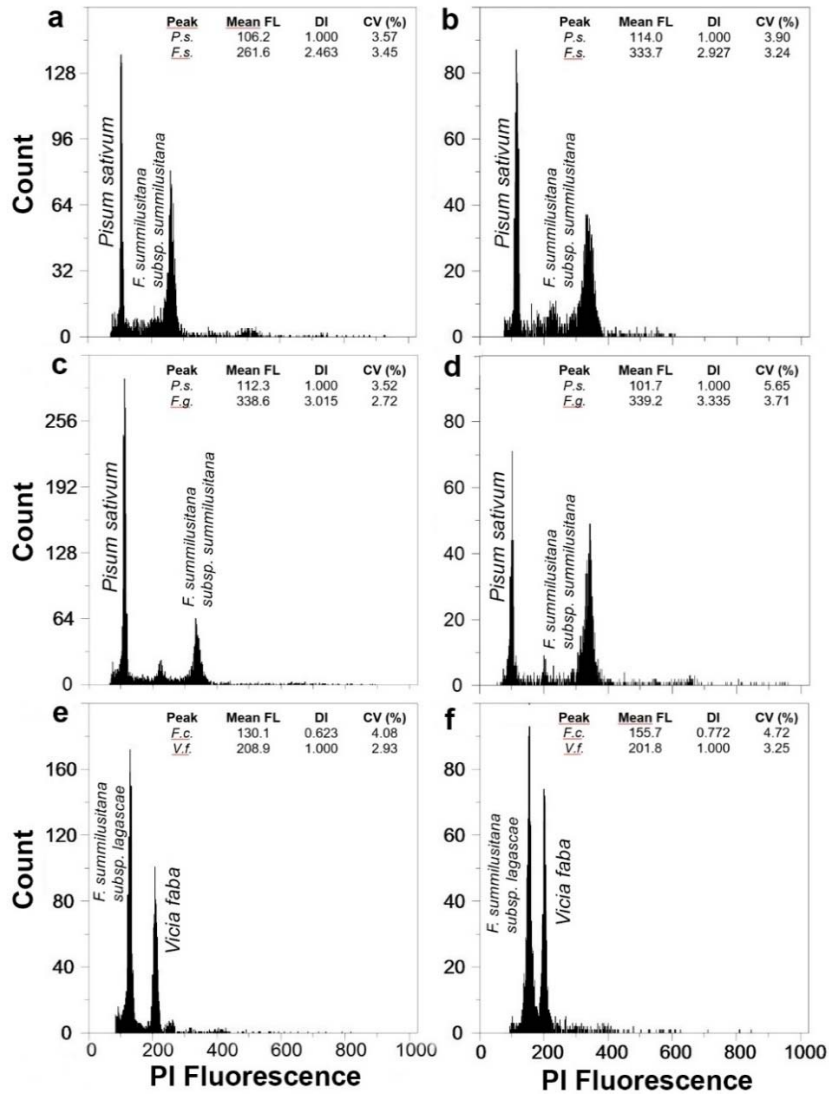 a
Peak Mean FL DI CV (%)
P.s. 106.2 1.000 3.57
F.s. 261.6 2.463 3.45
128
96
64
32
0
Count
Pisum sativum
F. summilusitana
subsp. summilusitana
b
Peak Mean FL DI CV (%)
P.s. 114.0 1.000 3.90
F.s. 333.7 2.927 3.24
80
60
40
20
0
Pisum sativum
F. summilusitana
subsp. summilusitana
c
Peak Mean FL DI CV (%)
P.s. 112.3 1.000 3.52
F.g. 338.6 3.015 2.72
256
192
128
64
0
Count
Pisum sativum
F. summilusitana
subsp. summilusitana
d
Peak Mean FL DI CV (%)
P.s. 101.7 1.000 5.65
F.g. 339.2 3.335 3.71
80
60
40
20
0
Pisum sativum
F. summilusitana
subsp. summilusitana
e
Peak Mean FL DI CV (%)
F.c. 130.1 0.623 4.08
V.f. 208.9 1.000 2.93
160
120
80
40
0
Count
F. summilusitana
subsp. lagascae
Vicia faba
0 200 400 600 800 1000
PI Fluorescence
f
Peak Mean FL DI CV (%)
F.c. 155.7 0.772 4.72
V.f. 201.8 1.000 3.25
80
60
40
20
0
F. summilusitana
subsp. lagascae
Vicia faba
0 200 400 600 800 1000
PI Fluorescence